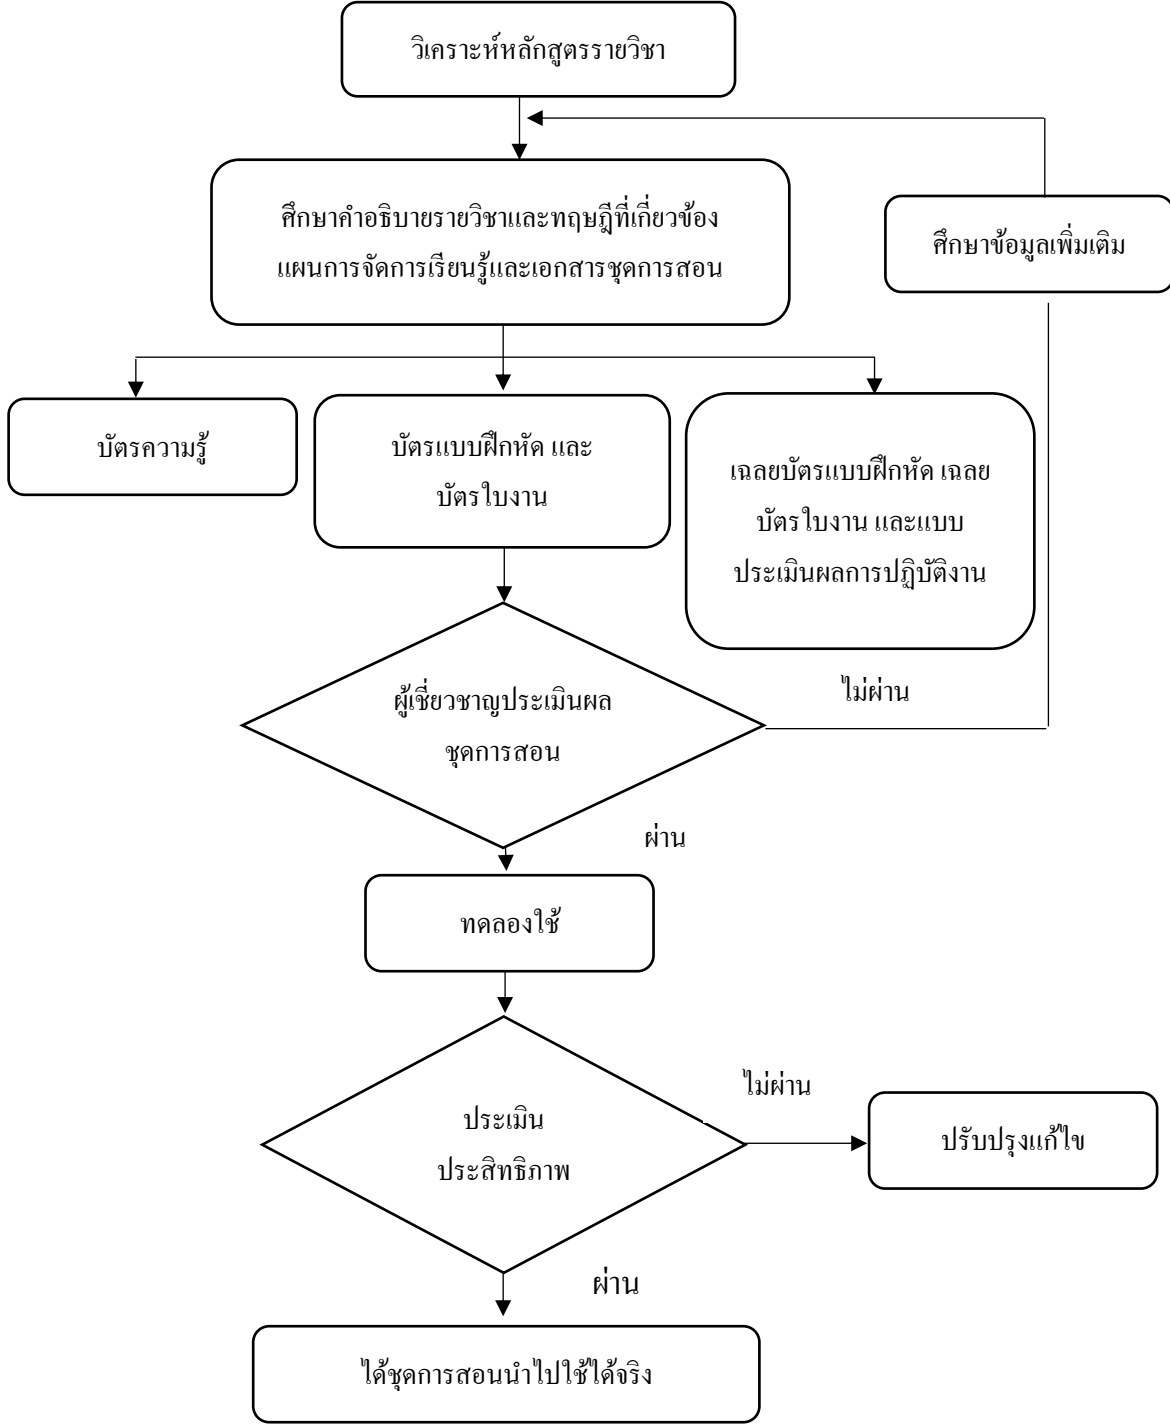 วิเคราะห์หลักสูตรรายวิชา
ศึกษาคำอธิบายรายวิชาและทฤษฎีที่เกี่ยวข้อง
แผนการจัดการเรียนรู้และเอกสารชุดการสอน
ศึกษาข้อมูลเพิ่มเติม
บัตรความรู้
บัตรแบบฝึกหัด และ
บัตรใบงาน
เฉลยบัตรแบบฝึกหัด เฉลย
บัตรใบงาน และแบบ
ประเมินผลการปฏิบัติงาน
ผู้เชี่ยวชาญประเมินผล
ชุดการสอน
ไม่ผ่าน
ผ่าน
ทดลองใช้
ประเมิน
ประสิทธิภาพ
ไม่ผ่าน
ปรับปรุงแก้ไข
ผ่าน
ได้ชุดการสอนนำไปใช้ได้จริง